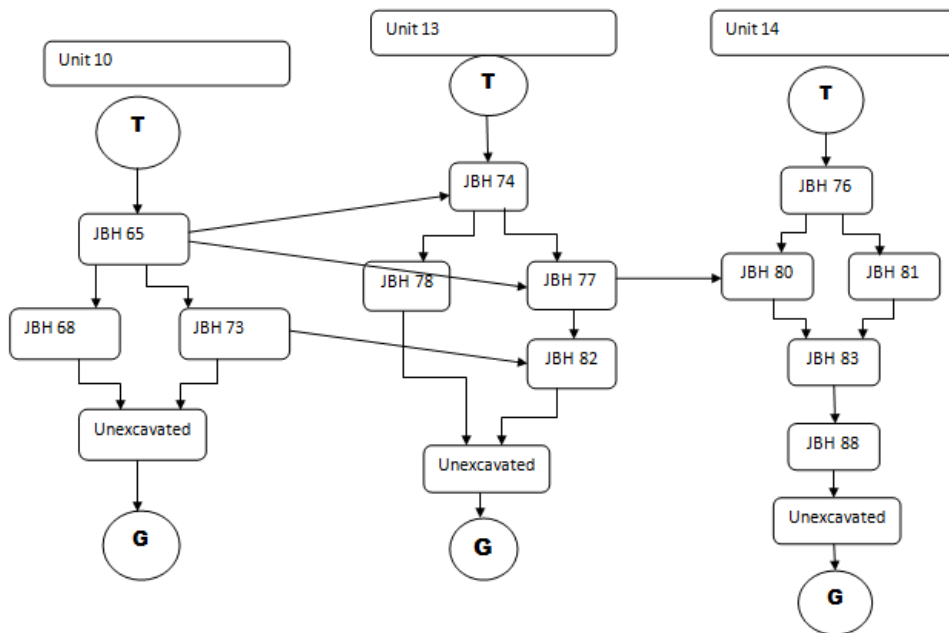 Unit 10
Unit 13
Unit 14
T
T
T
JBH 74
JBH 76
JBH 65
JBH 78
JBH 77
JBH 80
JBH 81
JBH 68
JBH 73
JBH 82
JBH 83
Unexcavated
JBH 88
Unexcavated
Unexcavated
G
G
G